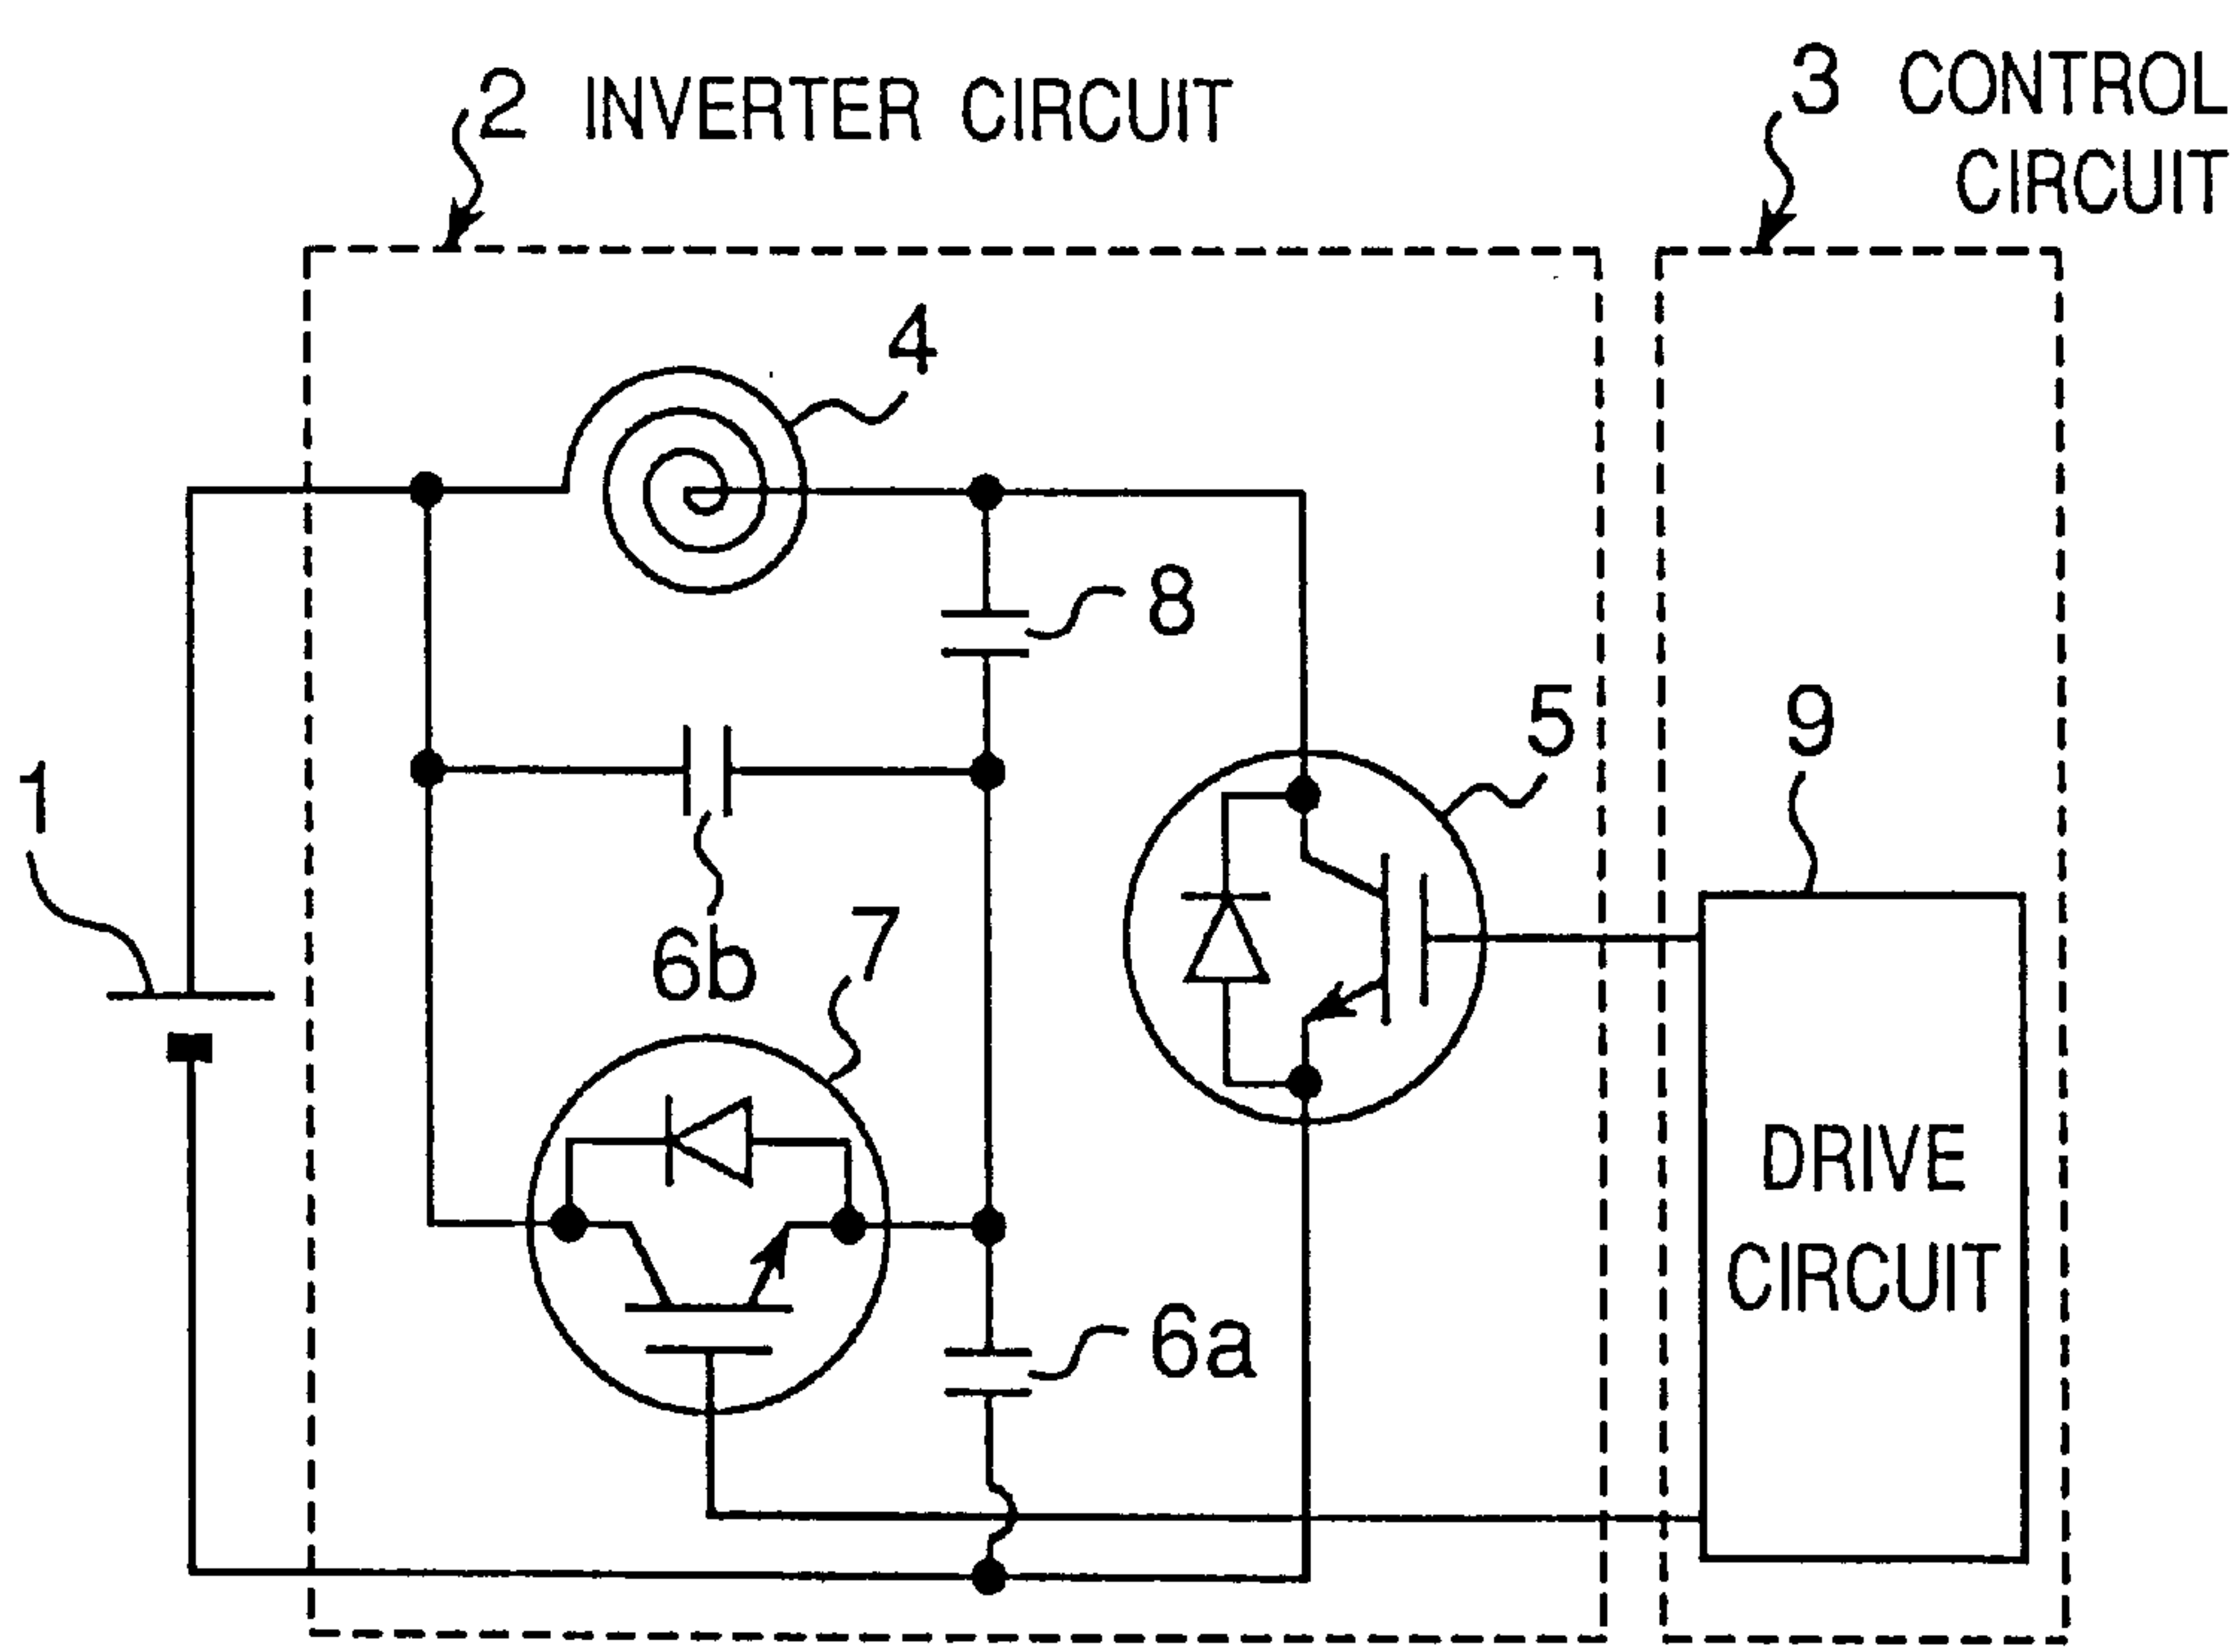 2 INVERTER CIRCUIT
3 CONTROL
CIRCUIT
4
8
5
9
1
6b
7
6a
DRIVE
CIRCUIT